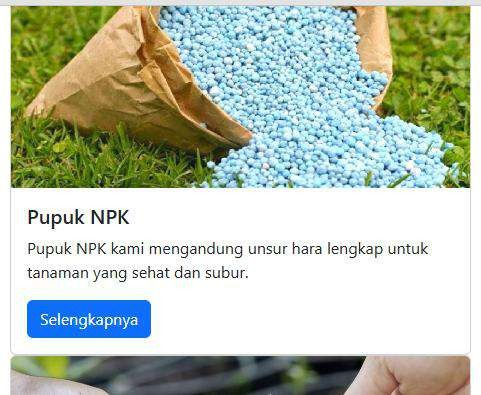 Pupuk NPK
Pupuk NPK kami mengandung unsur hara lengkap untuk
tanaman yang sehat dan subur.
Selengkapnya